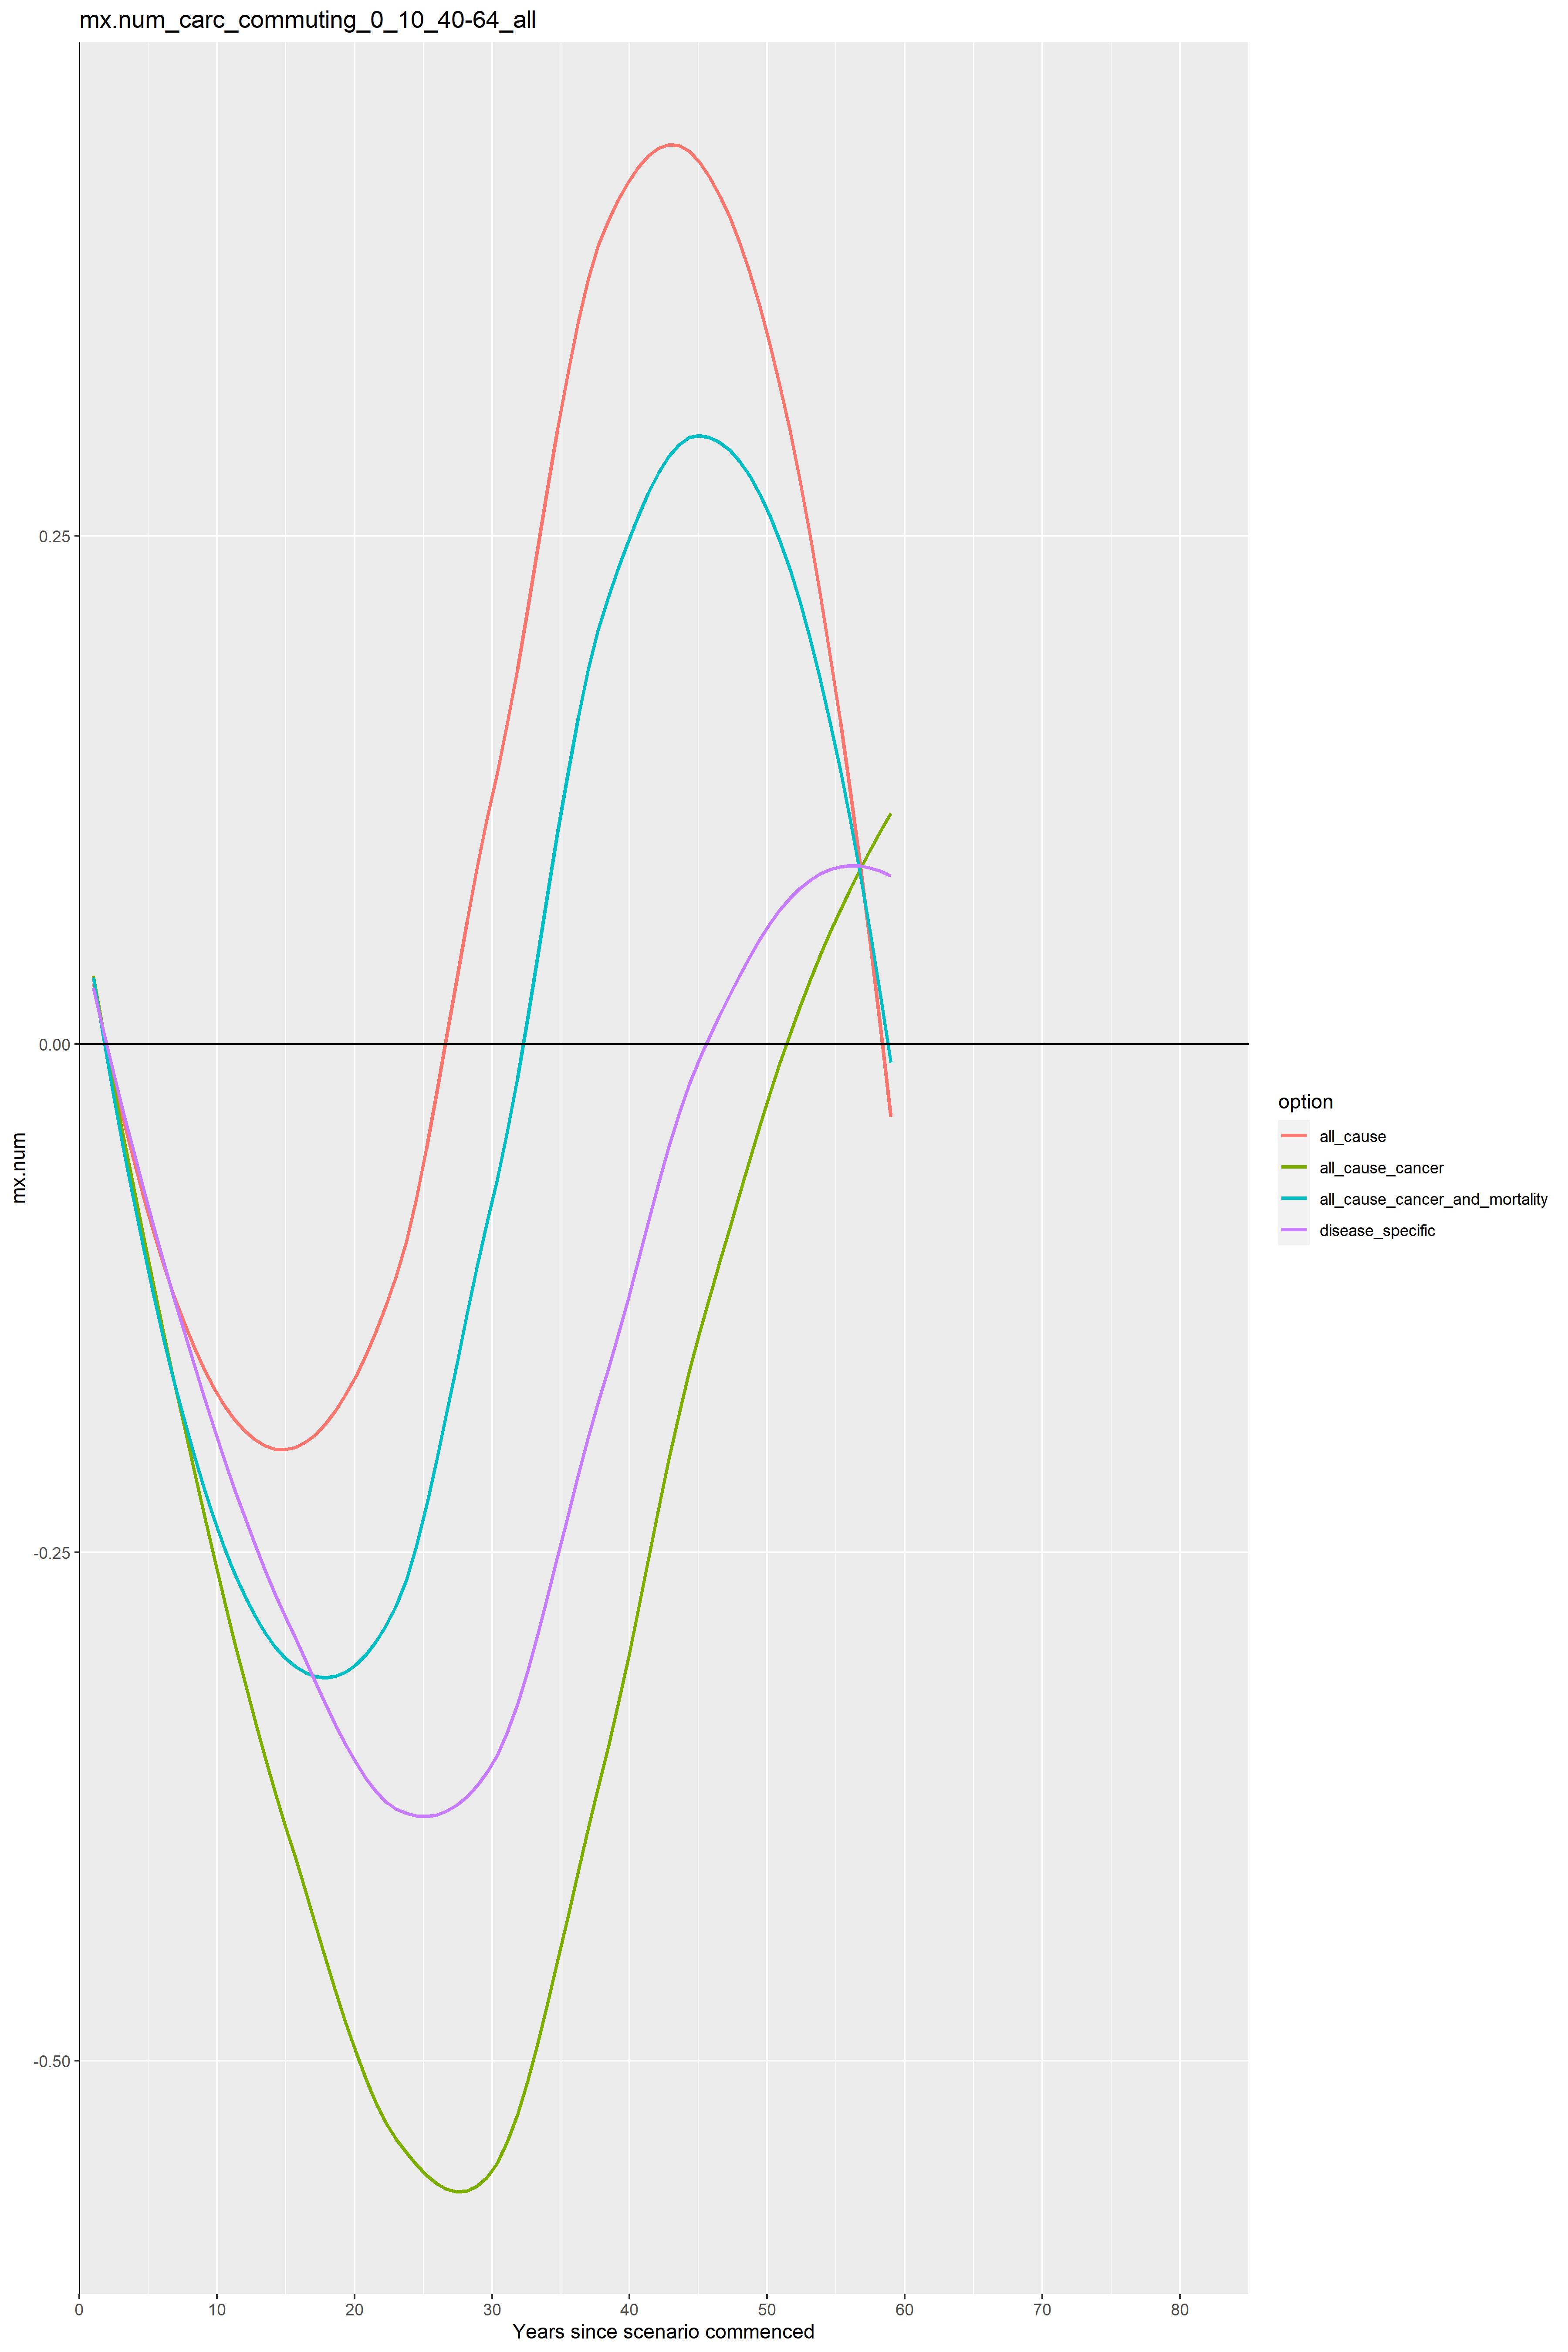 mx.num_carc_commuting_0_10_40-64_all
0.25
0.00
-0.25
-0.50
mx.num
0 10 20 30 40 50 60 70 80
Years since scenario commenced
option
all_cause
all_cause_cancer
all_cause_cancer_and_mortality
disease_specific